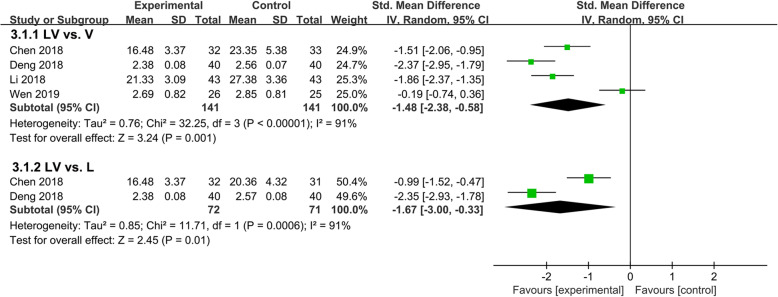 Experimental Control Std. Mean Difference Std. Mean Difference
Study or Subgroup Mean SD Total Mean SD Total Weight IV. Random. 95% CI IV. Random. 95% CI
3.1.1 LV vs. V
Chen 2018 16.48 3.37 32 23.35 5.38 33 24.9% -1.51 [-2.06, -0.95]
Deng 2018 2.38 0.08 40 2.56 0.07 40 24.8% -2.37 [-2.95, -1.79]
Li 2018 21.33 3.09 43 27.38 3.36 43 25.3% -1.86 [-2.37, -1.35]
Wen 2019 2.69 0.82 26 2.85 0.81 25 25.0% -0.19 [-0.74, 0.36]
Subtotal (95% CI) 141 141 100.0% -1.48 [-2.38, -0.58]
Heterogeneity: Tau² = 0.76; Chi² = 32.25, df = 3 (P < 0.00001); I² = 91%
Test for overall effect: Z = 3.24 (P = 0.001)
3.1.2 LV vs. L
Chen 2018 16.48 3.37 32 20.36 4.32 31 50.4% -0.99 [-1.52, -0.47]
Deng 2018 2.38 0.08 40 2.57 0.08 40 49.6% -2.35 [-2.93, -1.78]
Subtotal (95% CI) 72 71 100.0% -1.67 [-3.00, -0.33]
Heterogeneity: Tau² = 0.85; Chi² = 11.71, df = 1 (P = 0.0006); I² = 91%
Test for overall effect: Z = 2.45 (P = 0.01)
-2 -1 0 1 2
Favours [experimental] Favours [control]